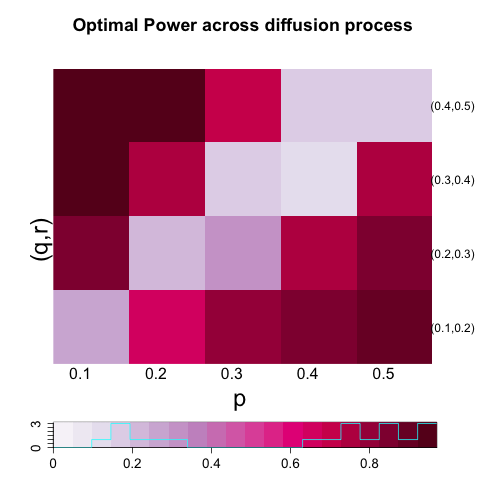 Optimal Power across diffusion process
(0.4,0.5)
(0.3,0.4)
(q,r)
(0.2,0.3)
(0.1,0.2)
0.1 0.2 0.3 0.4 0.5
p
3
0
0 0.2 0.4 0.6 0.8